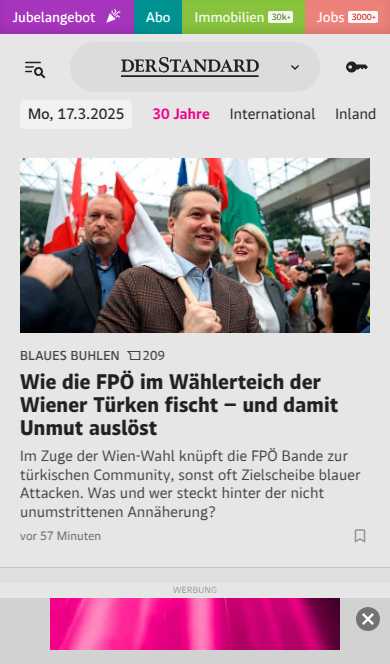 Jubelangebot Abo Immobilien 30k+ Jobs 3000+
DERSTANDARD
Mo, 17.3.2025 30 Jahre International Inland
BLAUES BUHLEN 209
Wie die FPÖ im Wählerteich der
Wiener Türken fischt – und damit
Unmut auslöst
Im Zuge der Wien-Wahl knüpft die FPÖ Bande zur
türkischen Community, sonst oft Zielscheibe blauer
Attacken. Was und wer steckt hinter der nicht
unumstrittenen Annäherung?
vor 57 Minuten
WERBUNG